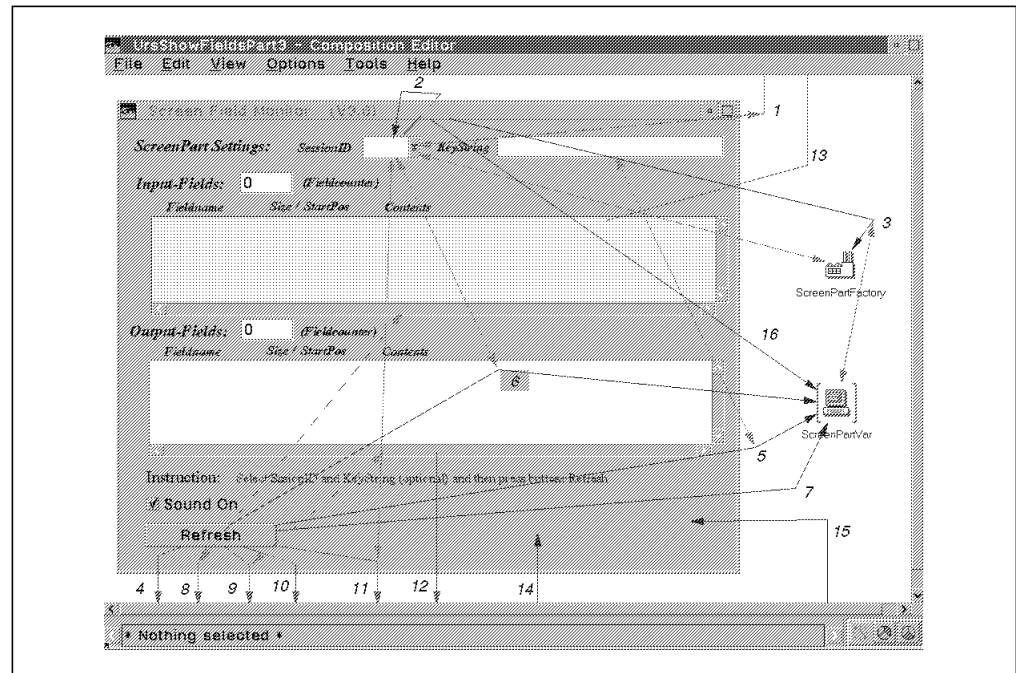 UrsShowFieldsPart3 - Composition Editor
File Edit View Options Tools Help
2
Screen Field Monitor (V3.0)
1
ScreenPart Settings: SessionID KeyString
13
Input-Fields: 0 (Fieldcounter)
Fieldname Size / StartPos Contents
3
ScreenPartFactory
Output-Fields: 0 (Fieldcounter)
16
Fieldname Size / StartPos Contents
6
ScreenPartVar
5
Instruction: Select SessionID and KeyString (optional) and then press button: Refresh
7
Sound On
15
Refresh
4 8 9 10 11 12 14
* Nothing selected *